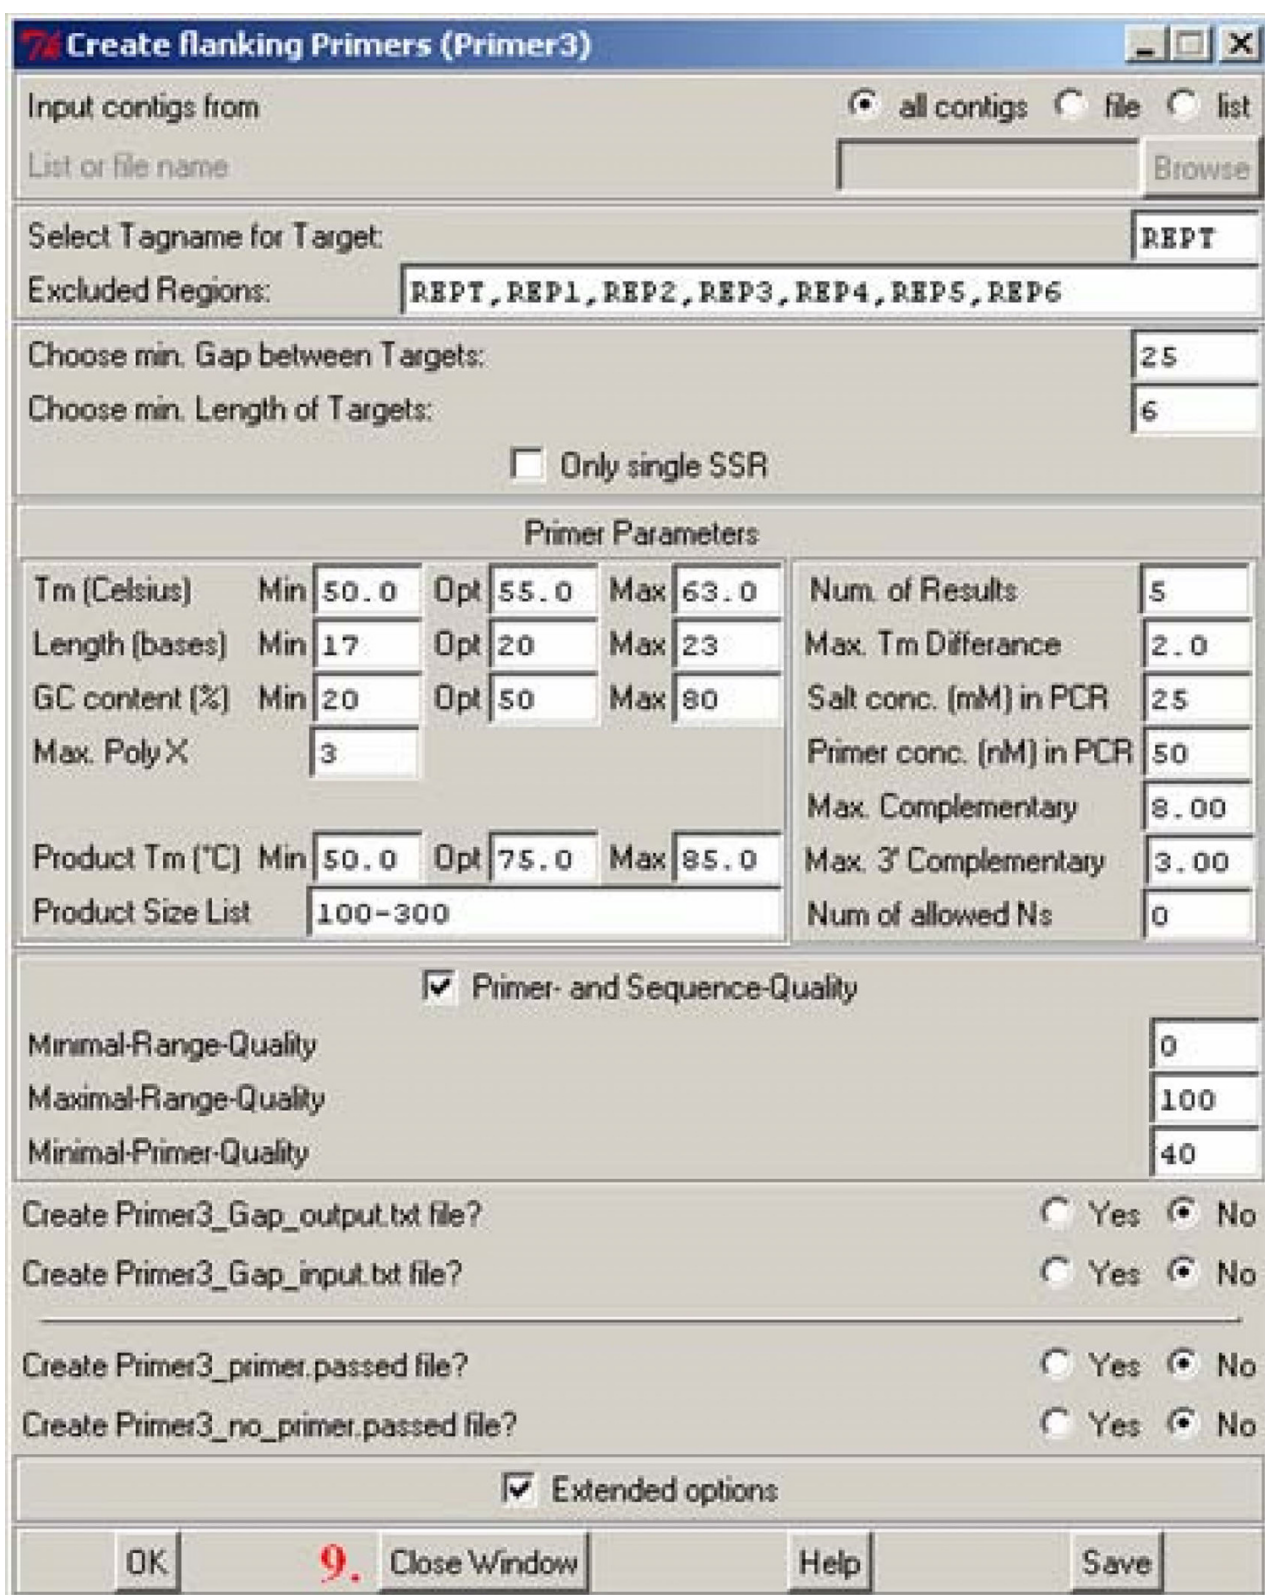 Create flanking Primers (Primer3)
Input contigs from all contigs file list
List or file name Browse
Select Tagname for Target: REPT
Excluded Regions: REPT,REP1,REP2,REP3,REP4,REP5,REP6
Choose min. Gap between Targets: 25
Choose min. Length of Targets: 6
Only single SSR
Primer Parameters
Tm (Celsius) Min 50.0 Opt 55.0 Max 63.0 Num. of Results 5
Length (bases) Min 17 Opt 20 Max 23 Max. Tm Differance 2.0
GC content (%) Min 20 Opt 50 Max 80 Salt conc. (mM) in PCR 25
Max. Poly X 3 Primer conc. (nM) in PCR 50
Max. Complementary 8.00
Product Tm (°C) Min 50.0 Opt 75.0 Max 85.0 Max. 3' Complementary 3.00
Product Size List 100-300 Num of allowed Ns 0
Primer- and Sequence-Quality
Minimal-Range-Quality 0
Maximal-Range-Quality 100
Minimal-Primer-Quality 40
Create Primer3_Gap_output.txt file? Yes No
Create Primer3_Gap_input.txt file? Yes No
Create Primer3_primer.passed file? Yes No
Create Primer3_no_primer.passed file? Yes No
Extended options
OK 9. Close Window Help Save